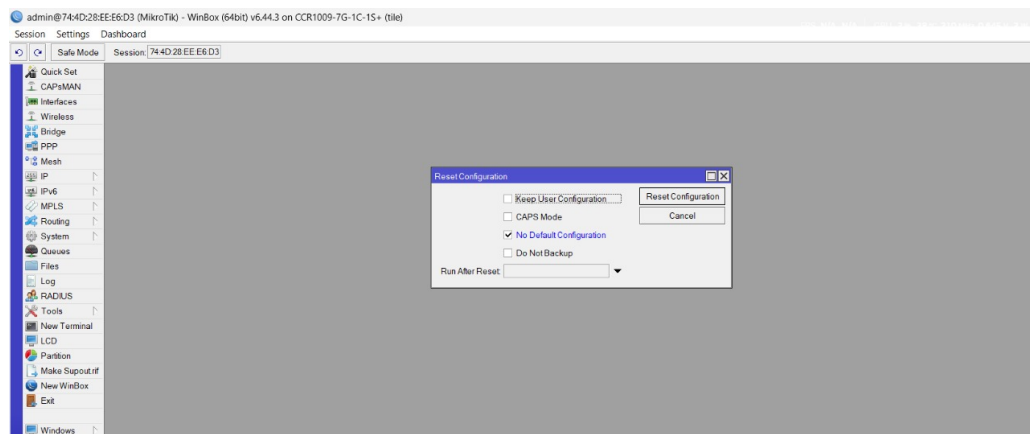 admin@74:4D:28:EE:E6:D3 (MikroTik) - WinBox (64bit) v6.44.3 on CCR1009-7G-1C-1S+ (tile)
Session Settings Dashboard
Safe Mode Session: 74:4D:28:EE:E6:D3
Quick Set
CAPsMAN
Interfaces
Wireless
Bridge
PPP
Mesh
IP
IPv6
MPLS
Routing
System
Queues
Files
Log
RADIUS
Tools
New Terminal
LCD
Partition
Make Supout.rif
New WinBox
Exit
Windows
Reset Configuration
Keep User Configuration
CAPS Mode
No Default Configuration
Do Not Backup
Run After Reset:
Reset Configuration
Cancel